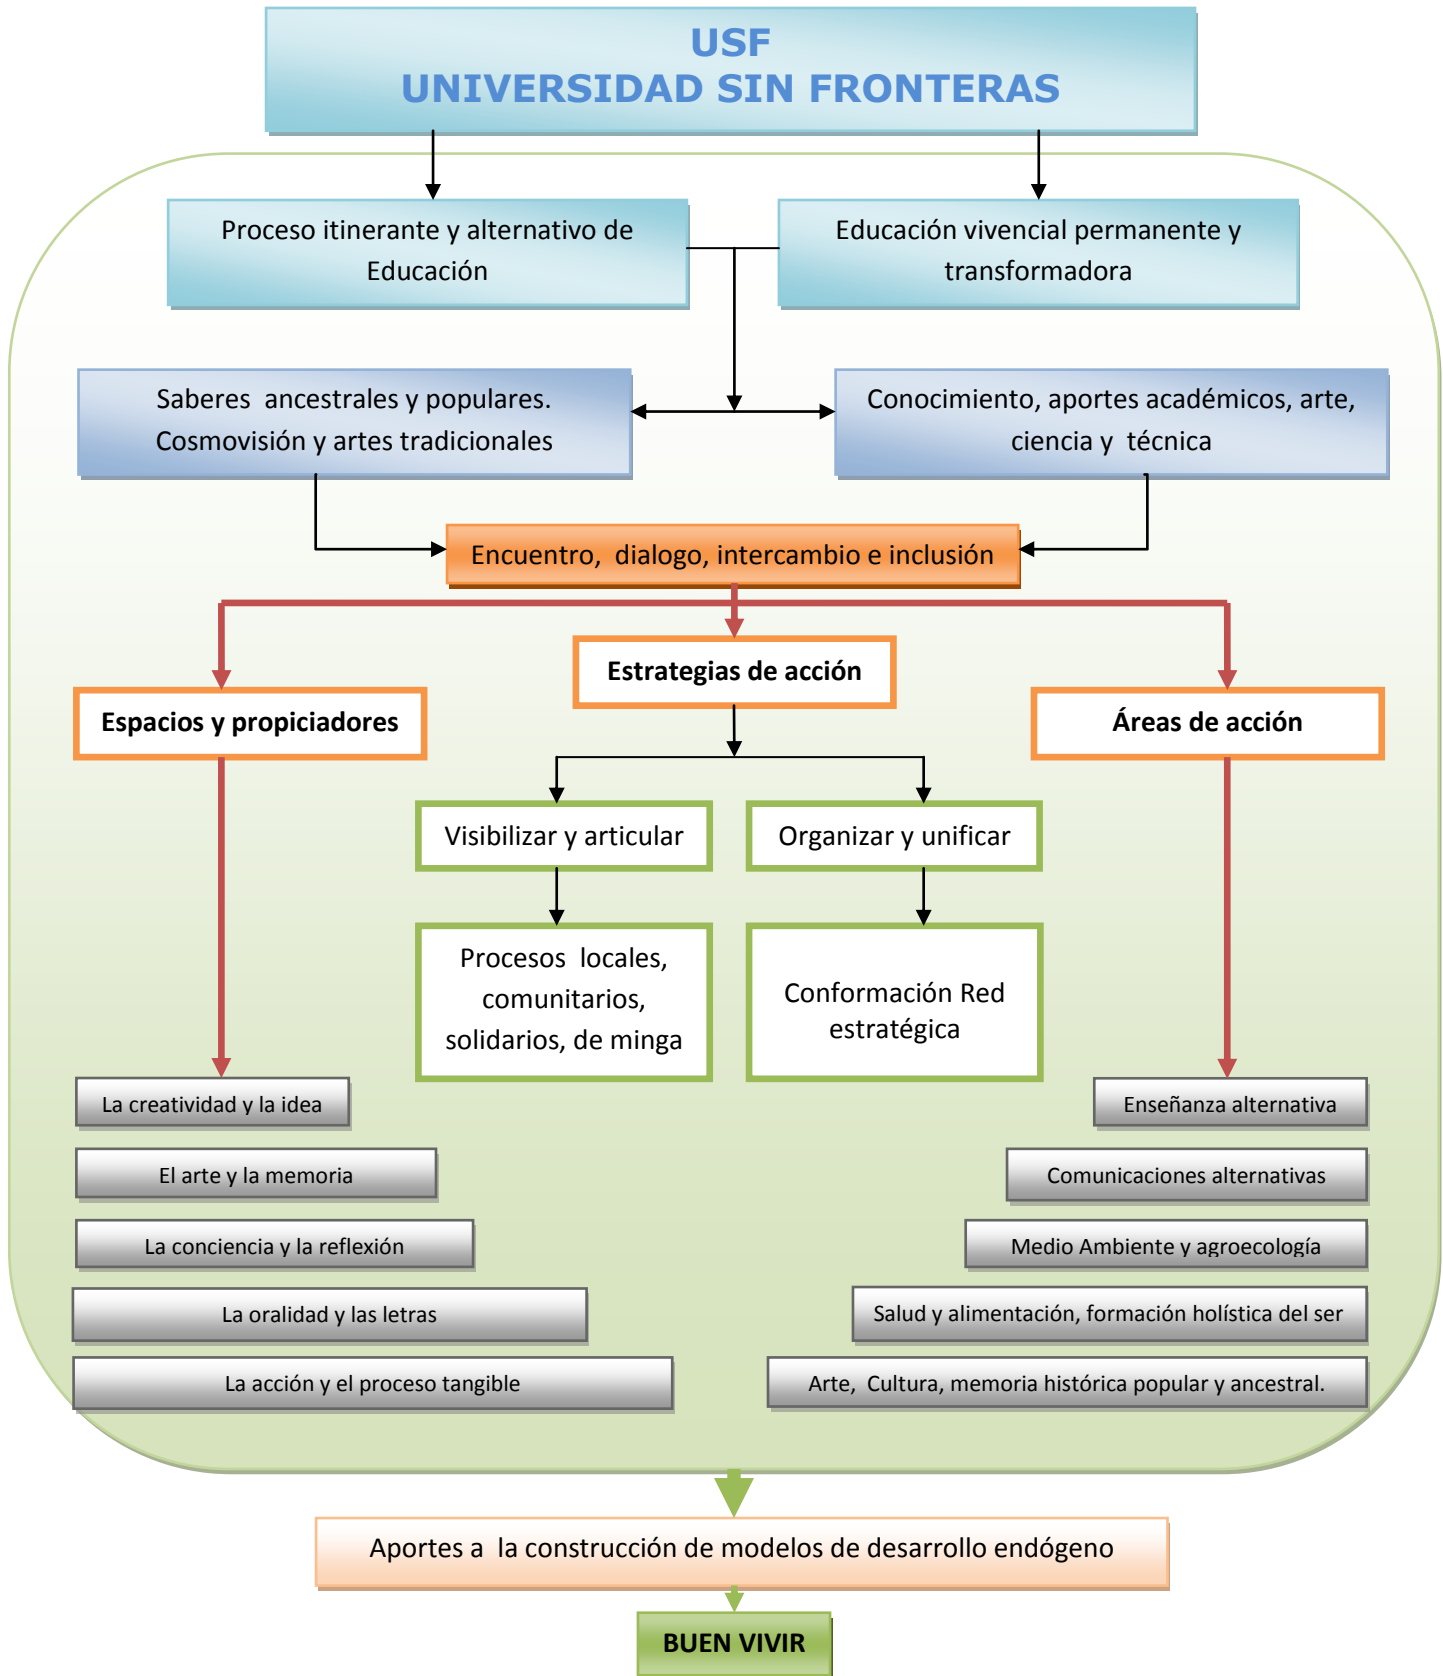 USF
UNIVERSIDAD SIN FRONTERAS
Proceso itinerante y alternativo de
Educación
Educación vivencial permanente y
transformadora
Saberes ancestrales y populares.
Cosmovisión y artes tradicionales
Conocimiento, aportes académicos, arte,
ciencia y técnica
Encuentro, dialogo, intercambio e inclusión
Estrategias de acción
Espacios y propiciadores
Áreas de acción
Visibilizar y articular
Organizar y unificar
Procesos locales,
comunitarios,
solidarios, de minga
Conformación Red
estratégica
La creatividad y la idea
El arte y la memoria
La conciencia y la reflexión
La oralidad y las letras
La acción y el proceso tangible
Enseñanza alternativa
Comunicaciones alternativas
Medio Ambiente y agroecología
Salud y alimentación, formación holística del ser
Arte, Cultura, memoria histórica popular y ancestral.
Aportes a la construcción de modelos de desarrollo endógeno
BUEN VIVIR